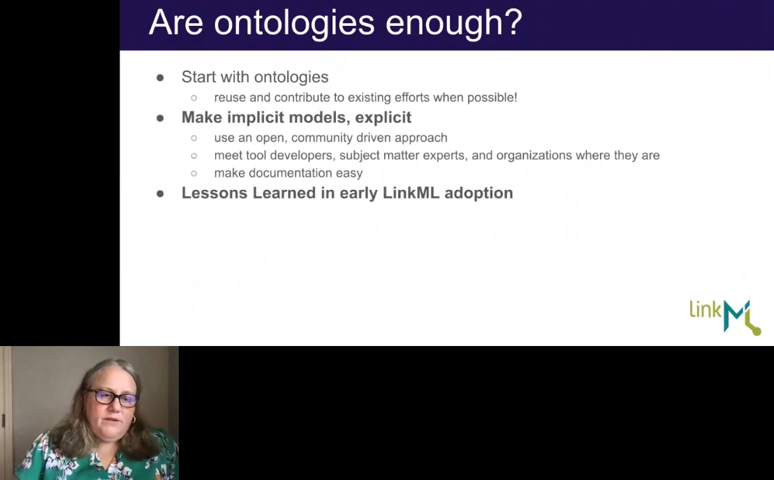 Are ontologies enough?
● Start with ontologies
○ reuse and contribute to existing efforts when possible!
● Make implicit models, explicit
○ use an open, community driven approach
○ meet tool developers, subject matter experts, and organizations where they are
○ make documentation easy
● Lessons Learned in early LinkML adoption
linkML